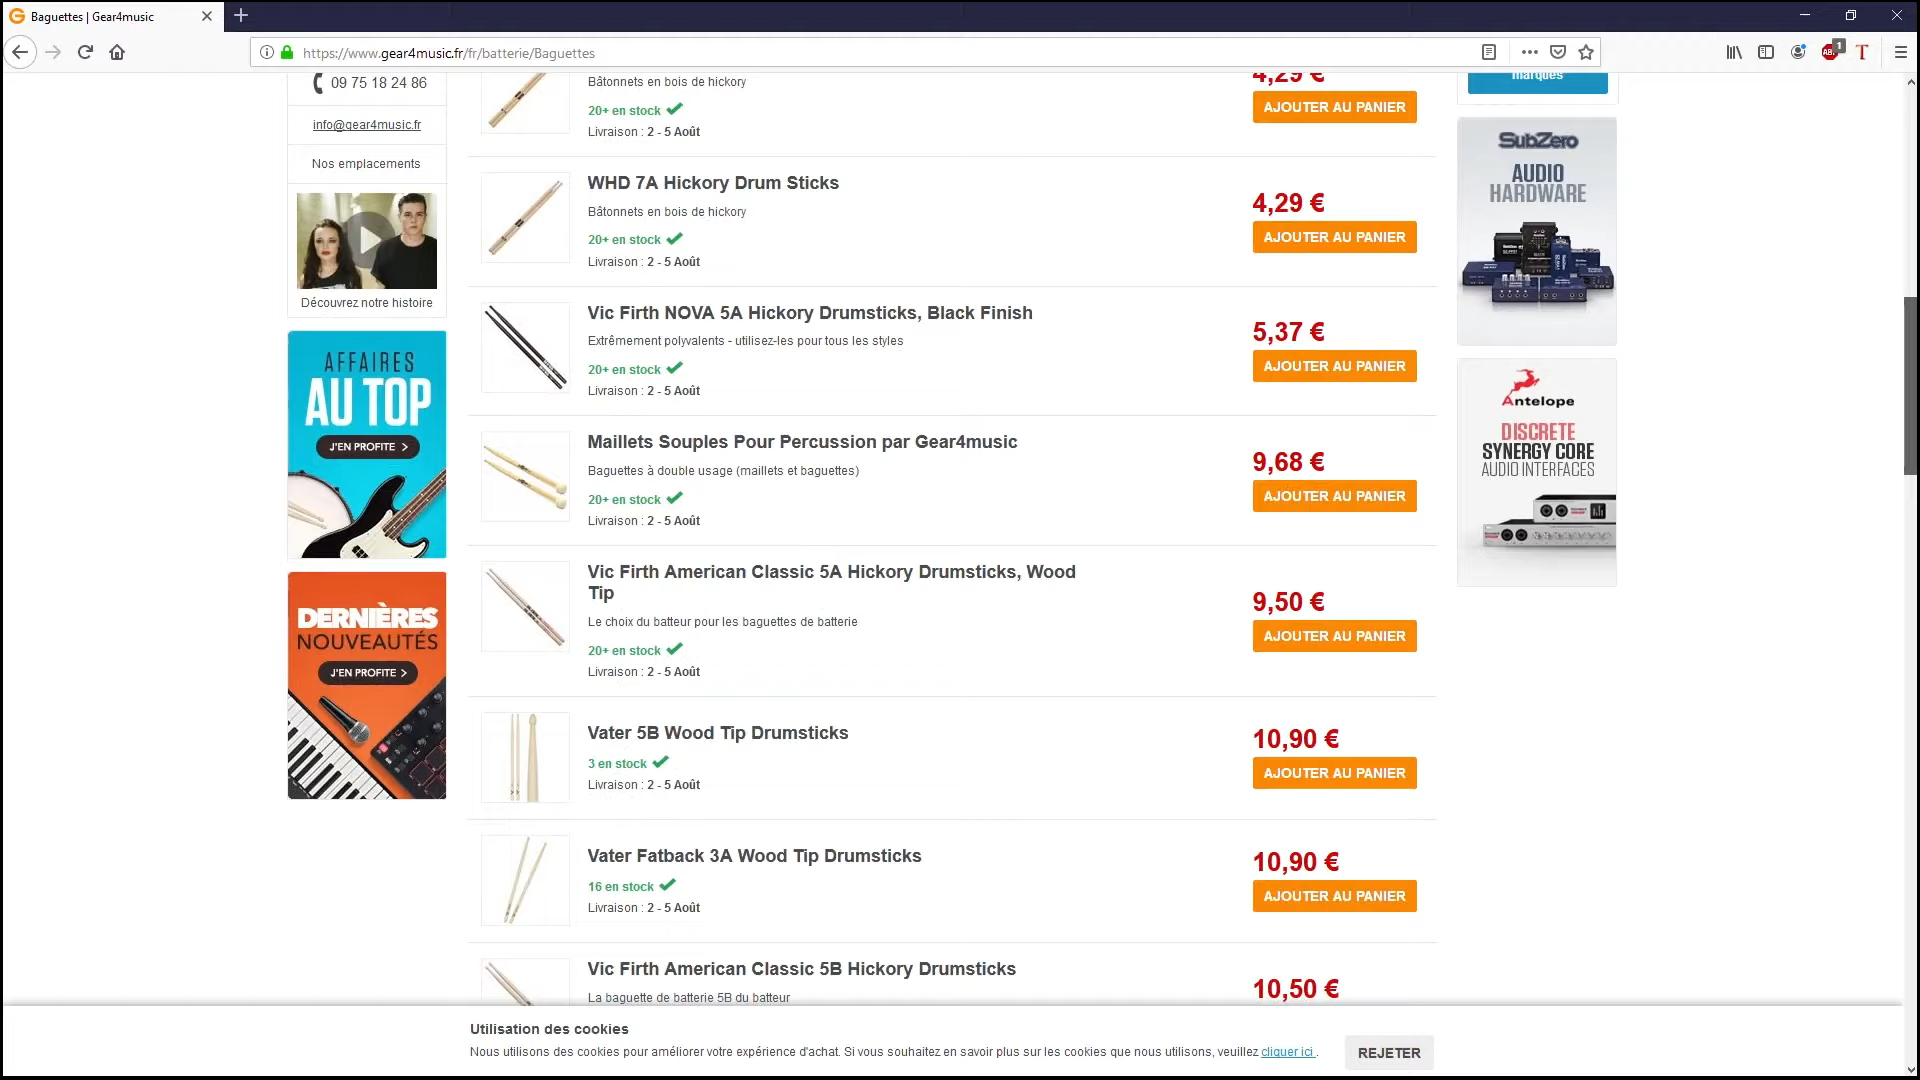 Baguettes | Gear4music
https://www.gear4music.fr/fr/batterie/Baguettes
1
09 75 18 24 86
info@gear4music.fr
Nos emplacements
Découvrez notre histoire
AFFAIRES
AU TOP
J'EN PROFITE >
DERNIÈRES
NOUVEAUTÉS
J'EN PROFITE >
Bâtonnets en bois de hickory
20+ en stock
Livraison : 2 - 5 Août
4,29 €
AJOUTER AU PANIER
WHD 7A Hickory Drum Sticks
Bâtonnets en bois de hickory
20+ en stock
Livraison : 2 - 5 Août
4,29 €
AJOUTER AU PANIER
Vic Firth NOVA 5A Hickory Drumsticks, Black Finish
Extrêmement polyvalents - utilisez-les pour tous les styles
20+ en stock
Livraison : 2 - 5 Août
5,37 €
AJOUTER AU PANIER
Maillets Souples Pour Percussion par Gear4music
Baguettes à double usage (maillets et baguettes)
20+ en stock
Livraison : 2 - 5 Août
9,68 €
AJOUTER AU PANIER
Vic Firth American Classic 5A Hickory Drumsticks, Wood
Tip
Le choix du batteur pour les baguettes de batterie
20+ en stock
Livraison : 2 - 5 Août
9,50 €
AJOUTER AU PANIER
Vater 5B Wood Tip Drumsticks
3 en stock
Livraison : 2 - 5 Août
10,90 €
AJOUTER AU PANIER
Vater Fatback 3A Wood Tip Drumsticks
16 en stock
Livraison : 2 - 5 Août
10,90 €
AJOUTER AU PANIER
Vic Firth American Classic 5B Hickory Drumsticks
La baguette de batterie 5B du batteur
10,50 €
marques
SubZero
AUDIO
HARDWARE
Antelope
DISCRETE
SYNERGY CORE
AUDIO INTERFACES
Utilisation des cookies
Nous utilisons des cookies pour améliorer votre expérience d'achat. Si vous souhaitez en savoir plus sur les cookies que nous utilisons, veuillez cliquer ici .
REJETER